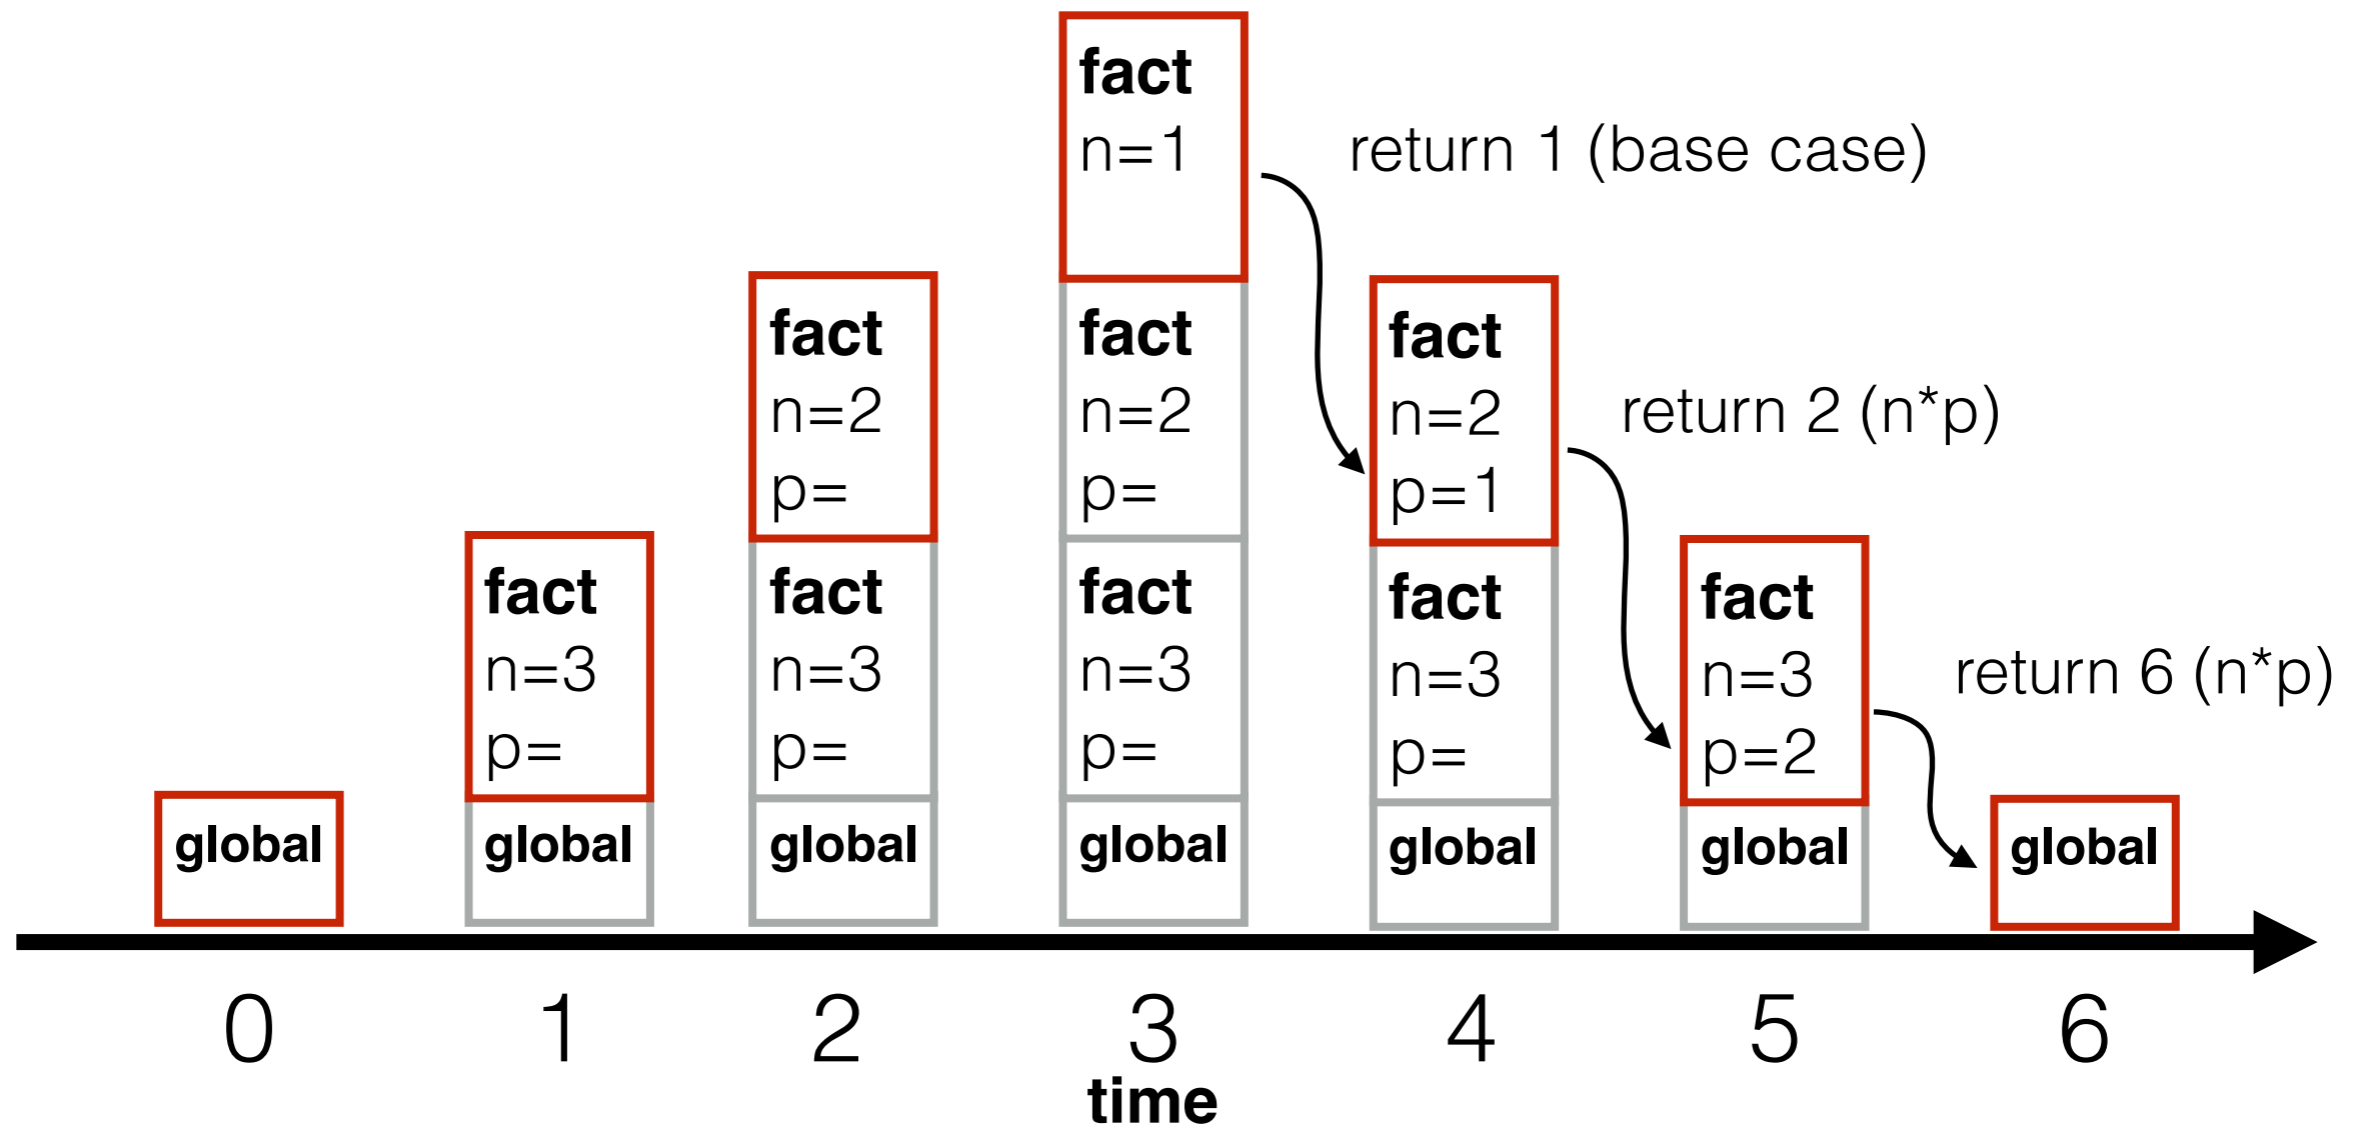 global
0
fact
n=3
p=
global
1
fact
n=2
p=
fact
n=3
p=
global
2
fact
n=1
fact
n=2
p=
fact
n=3
p=
global
3
return 1 (base case)
fact
n=2
p=1
fact
n=3
p=
global
4
return 2 (n*p)
fact
n=3
p=2
global
5
return 6 (n*p)
global
6
time